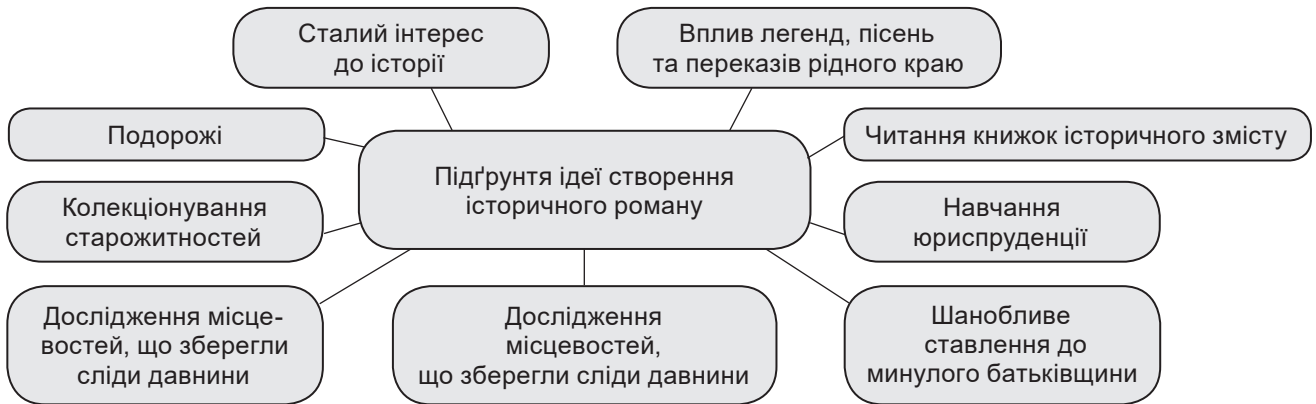 Сталий інтерес
до історії
Вплив легенд, пісень
та переказів рідного краю
Подорожі
Читання книжок історичного змісту
Підґрунтя ідеї створення
історичного роману
Колекціонування
старожитностей
Навчання
юриспруденції
Дослідження місце-
востей, що зберегли
сліди давнини
Дослідження
місцевостей,
що зберегли сліди давнини
Шанобливе
ставлення до
минулого батьківщини